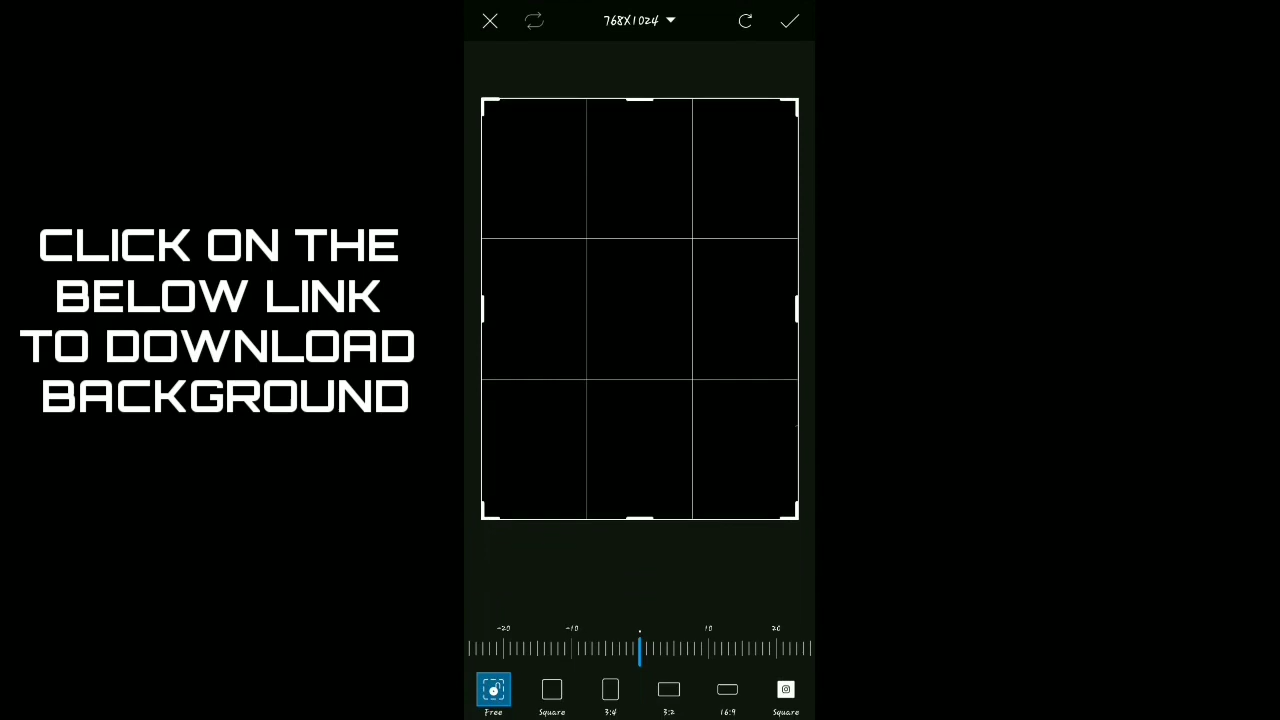 768X1024
CLICK ON THE
BELOW LINK
TO DOWNLOAD
BACKGROUND
-20 -10 10 20
Free Square 3:4 3:2 16:9 Square